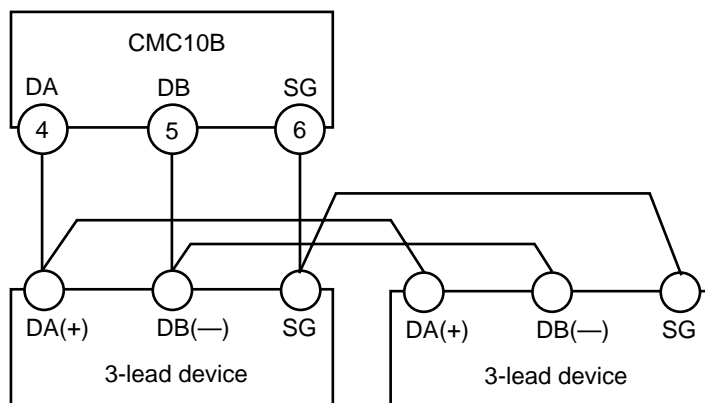 CMC10B
DA DB SG
4 5 6
DA(+) DB(—) SG DA(+) DB(—) SG
3-lead device 3-lead device